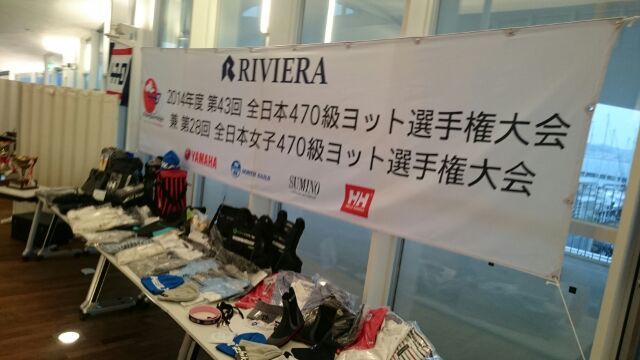 RIVIERA
2014年度 第43回 全日本470級ヨット選手権大会
兼 第28回 全日本女子470級ヨット選手権大会
YAMAHA
NORTH SAILS
SUMINO
HH